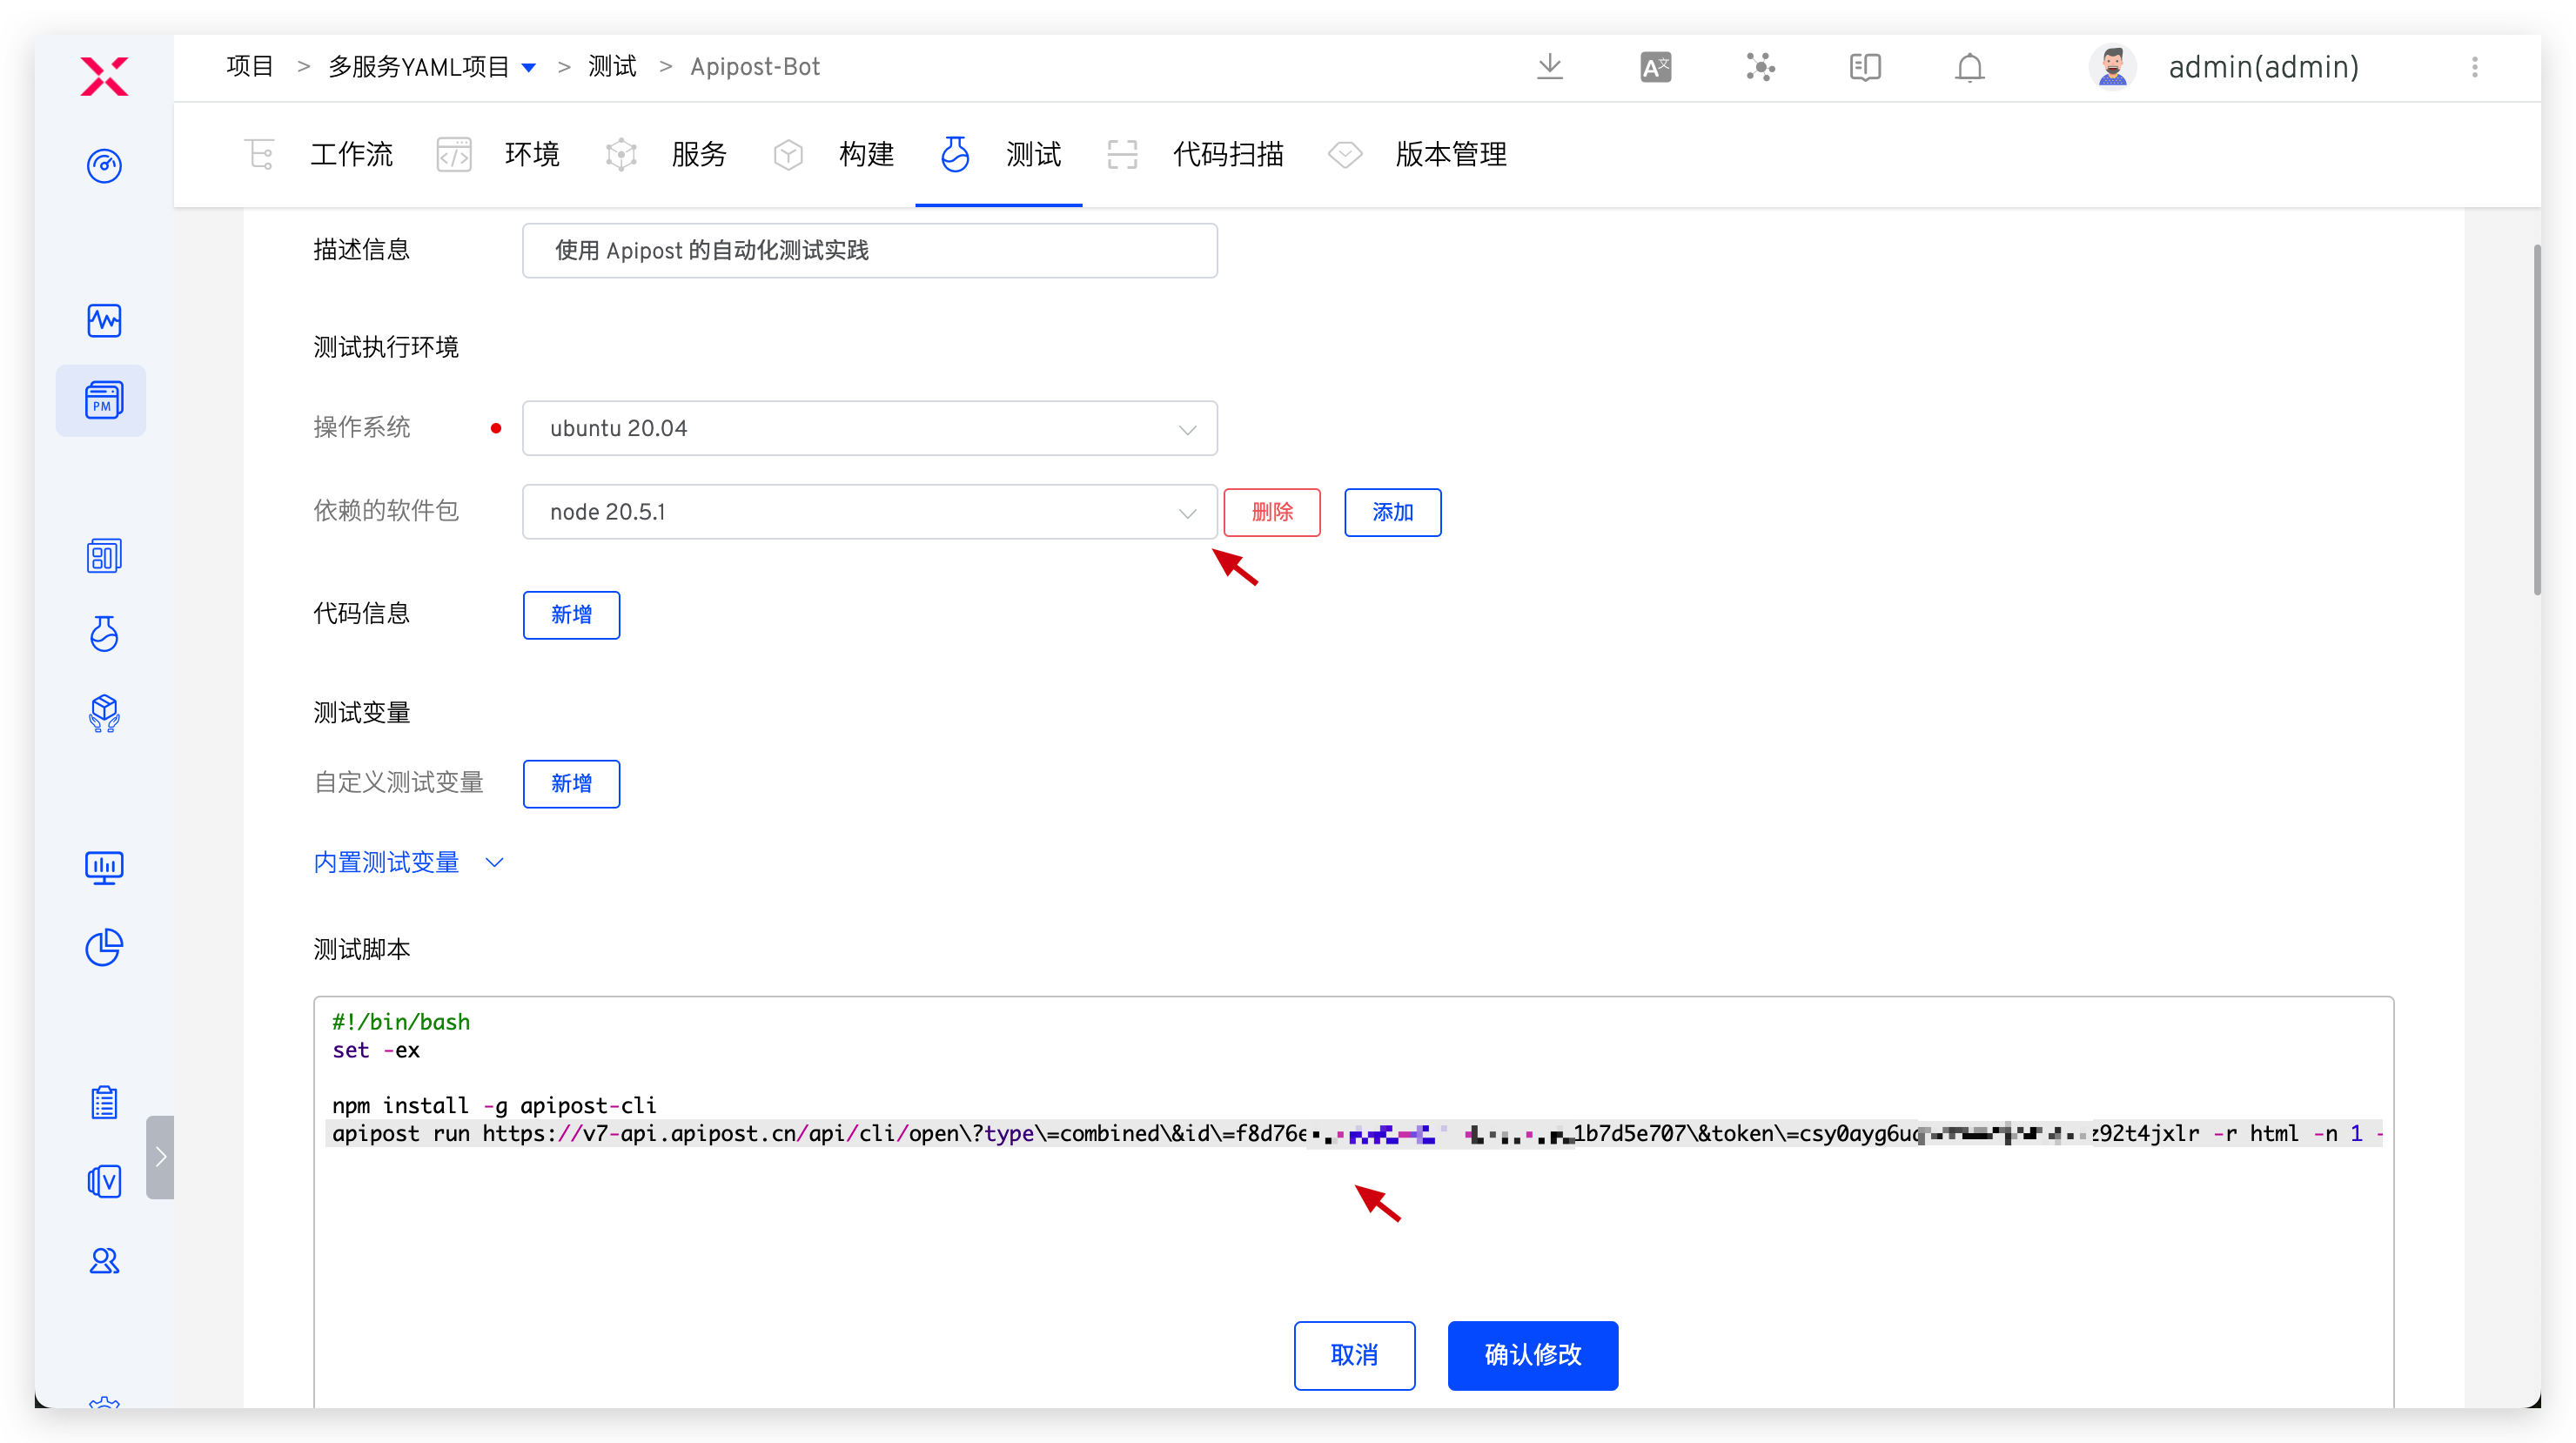 项目 > 多服务YAML项目 > 测试 > Apipost-Bot
admin(admin)
工作流 环境 服务 构建 测试 代码扫描 版本管理
描述信息 使用 Apipost 的自动化测试实践
测试执行环境
操作系统 ubuntu 20.04
PM
依赖的软件包 node 20.5.1 删除 添加
代码信息 新增
测试变量
自定义测试变量 新增
内置测试变量
测试脚本
#!/bin/bash
set -ex
npm install -g apipost-cli
apipost run https://v7-api.apipost.cn/api/cli/open\?type\=combined\&id\=f8d76e 1b7d5e707\&token\=csy0ayg6u z92t4jxlr -r html -n 1 -
取消 确认修改